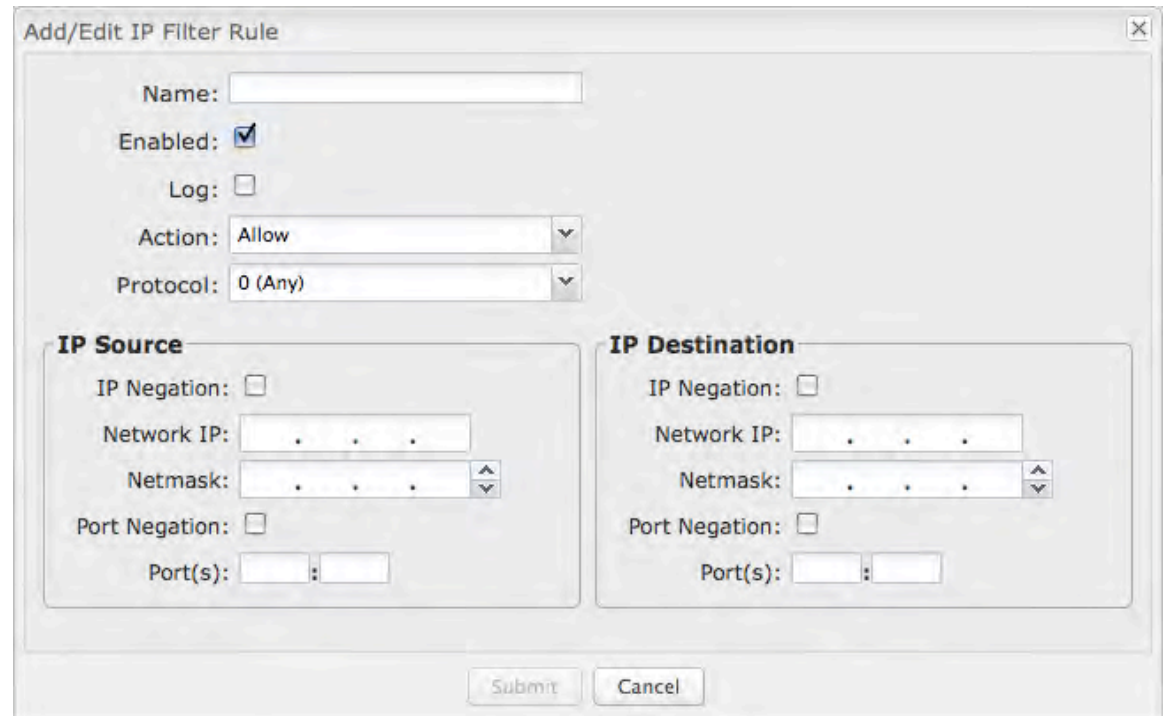 Add/Edit IP Filter Rule
Name:
Enabled:
Log:
Action: Allow
Protocol: 0 (Any)
IP Source
IP Negation:
Network IP: . . .
Netmask: . . .
Port Negation:
Port(s): :
IP Destination
IP Negation:
Network IP: . . .
Netmask: . . .
Port Negation:
Port(s): :
Submit Cancel